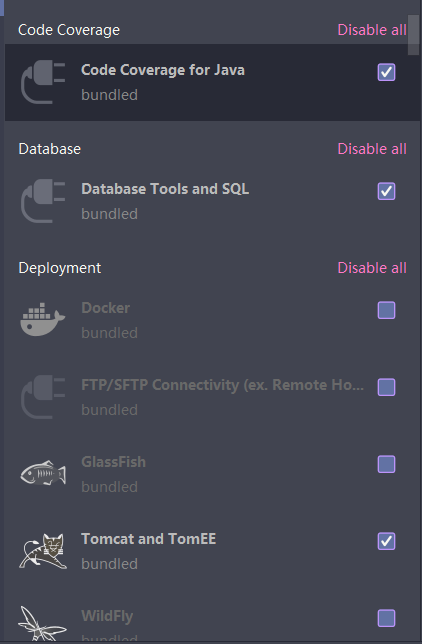 Code Coverage Disable all
Code Coverage for Java
bundled
Database Disable all
Database Tools and SQL
bundled
Deployment Disable all
Docker
bundled
FTP/SFTP Connectivity (ex. Remote Ho...
bundled
GlassFish
bundled
Tomcat and TomEE
bundled
WildFly
bundled